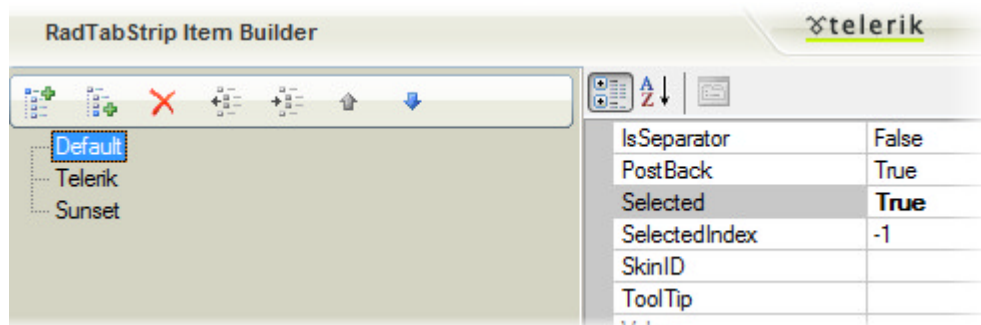 RadTabStrip Item Builder
telerik
A
Z
Default
Telerik
Sunset
IsSeparator False
PostBack True
Selected True
SelectedIndex -1
SkinID
ToolTip